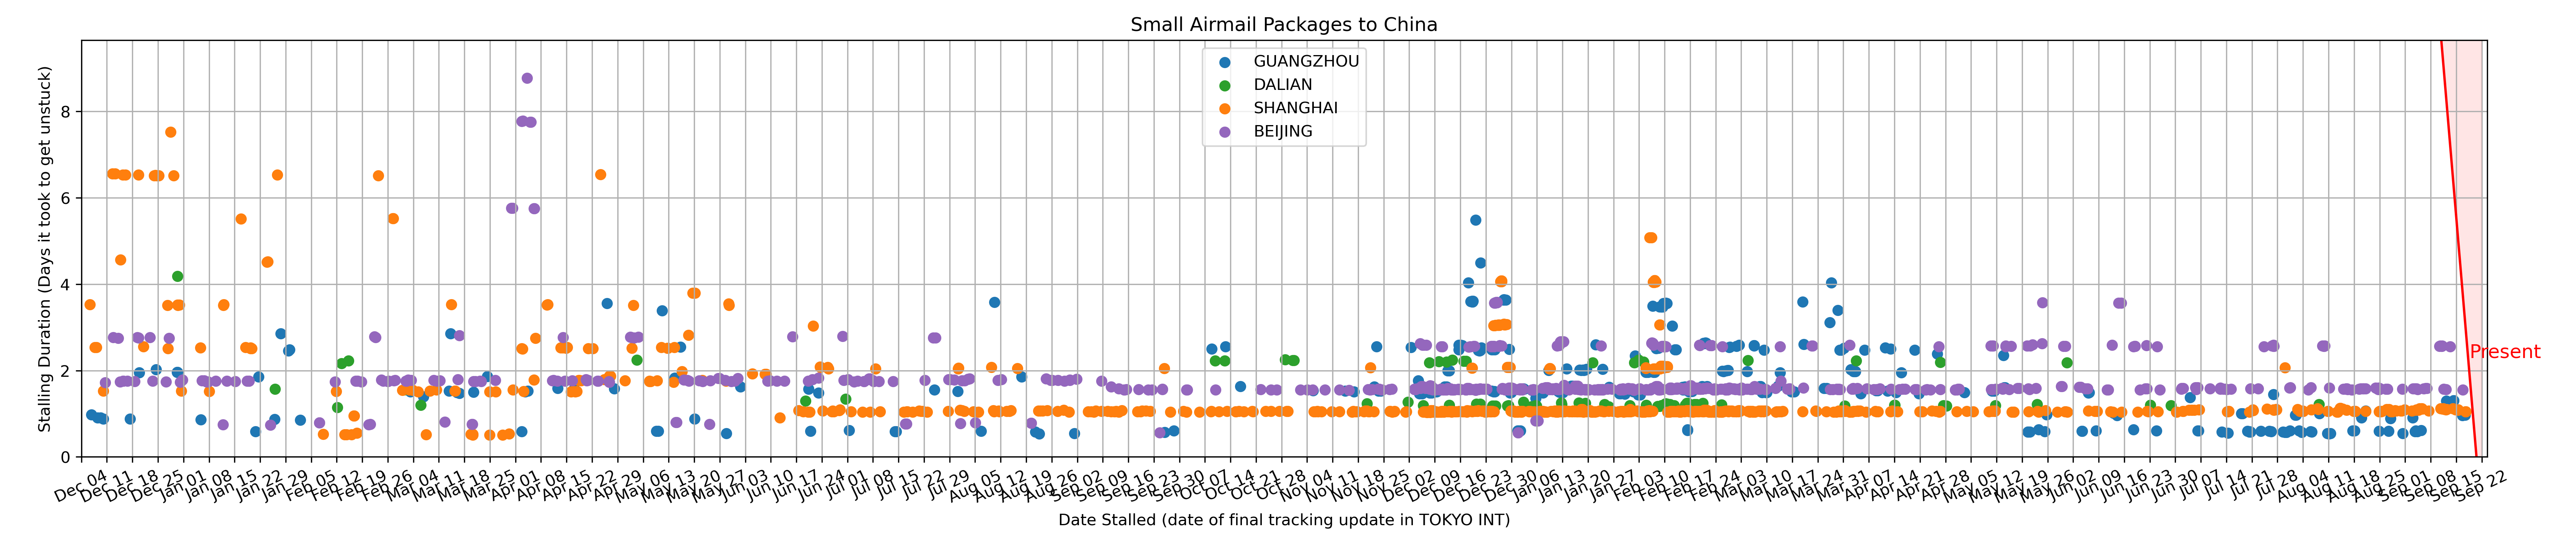 Small Airmail Packages to China
GUANGZHOU
DALIAN
SHANGHAI
BEIJING
Stalling Duration (Days it took to get unstuck)
8
6
4
2
0
Present
Dec 04
Dec 11
Dec 18
Dec 25
Jan 01
Jan 08
Jan 15
Jan 22
Jan 29
Feb 05
Feb 12
Feb 19
Feb 26
Mar 04
Mar 11
Mar 18
Mar 25
Apr 01
Apr 08
Apr 15
Apr 22
Apr 29
May 06
May 13
May 20
May 27
Jun 03
Jun 10
Jun 17
Jun 24
Jul 01
Jul 08
Jul 15
Jul 22
Jul 29
Aug 05
Aug 12
Aug 19
Aug 26
Sep 02
Sep 09
Sep 16
Sep 23
Sep 30
Oct 07
Oct 14
Oct 21
Oct 28
Nov 04
Nov 11
Nov 18
Nov 25
Dec 02
Dec 09
Dec 16
Dec 23
Dec 30
Jan 06
Jan 13
Jan 20
Jan 27
Feb 03
Feb 10
Feb 17
Feb 24
Mar 03
Mar 10
Mar 17
Mar 24
Mar 31
Apr 07
Apr 14
Apr 21
Apr 28
May 05
May 12
May 19
May 26
Jun 02
Jun 09
Jun 16
Jun 23
Jun 30
Jul 07
Jul 14
Jul 21
Jul 28
Aug 04
Aug 11
Aug 18
Aug 25
Sep 01
Sep 08
Sep 15
Sep 22
Date Stalled (date of final tracking update in TOKYO INT)